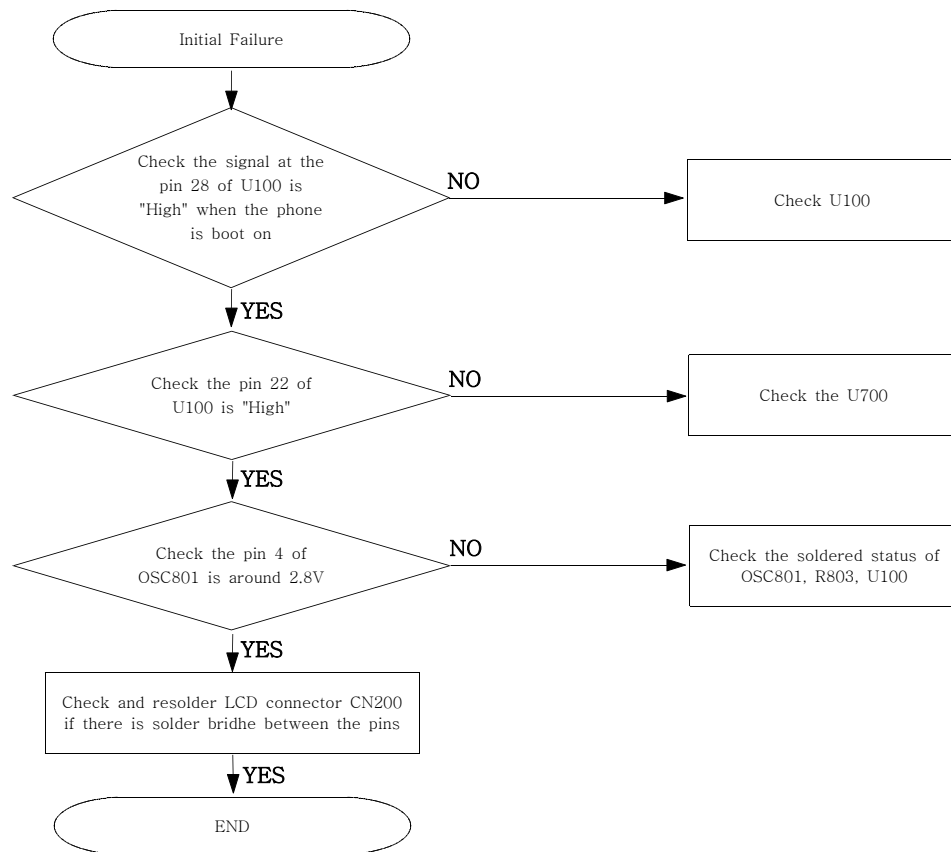 Initial Failure
Check the signal at the
pin 28 of U100 is
"High" when the phone
is boot on
NO
Check U100
YES
Check the pin 22 of
U100 is "High"
NO
Check the U700
YES
Check the pin 4 of
OSC801 is around 2.8V
NO
Check the soldered status of
OSC801, R803, U100
YES
Check and resolder LCD connector CN200
if there is solder bridhe between the pins
YES
END